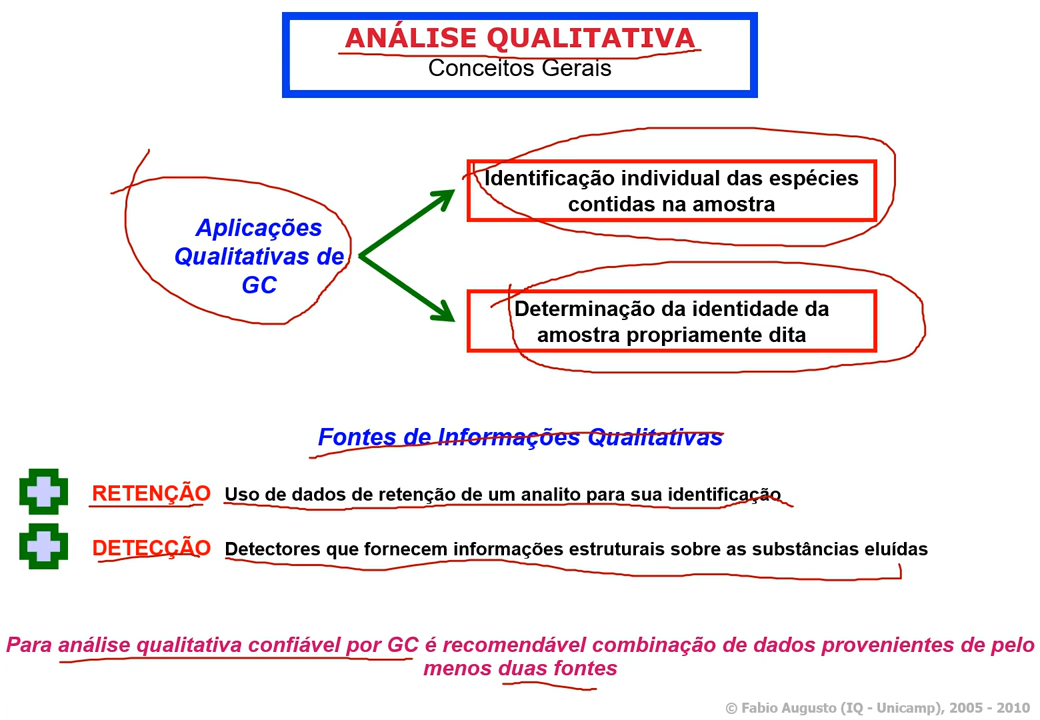 ANÁLISE QUALITATIVA
Conceitos Gerais
Identificação individual das espécies
contidas na amostra
Aplicações
Qualitativas de
GC
Determinação da identidade da
amostra propriamente dita
Fontes de Informações Qualitativas
RETENÇÃO Uso de dados de retenção de um analito para sua identificação
DETECÇÃO Detectores que fornecem informações estruturais sobre as substâncias eluídas
Para análise qualitativa confiável por GC é recomendável combinação de dados provenientes de pelo
menos duas fontes
© Fabio Augusto (IQ - Unicamp), 2005 - 2010